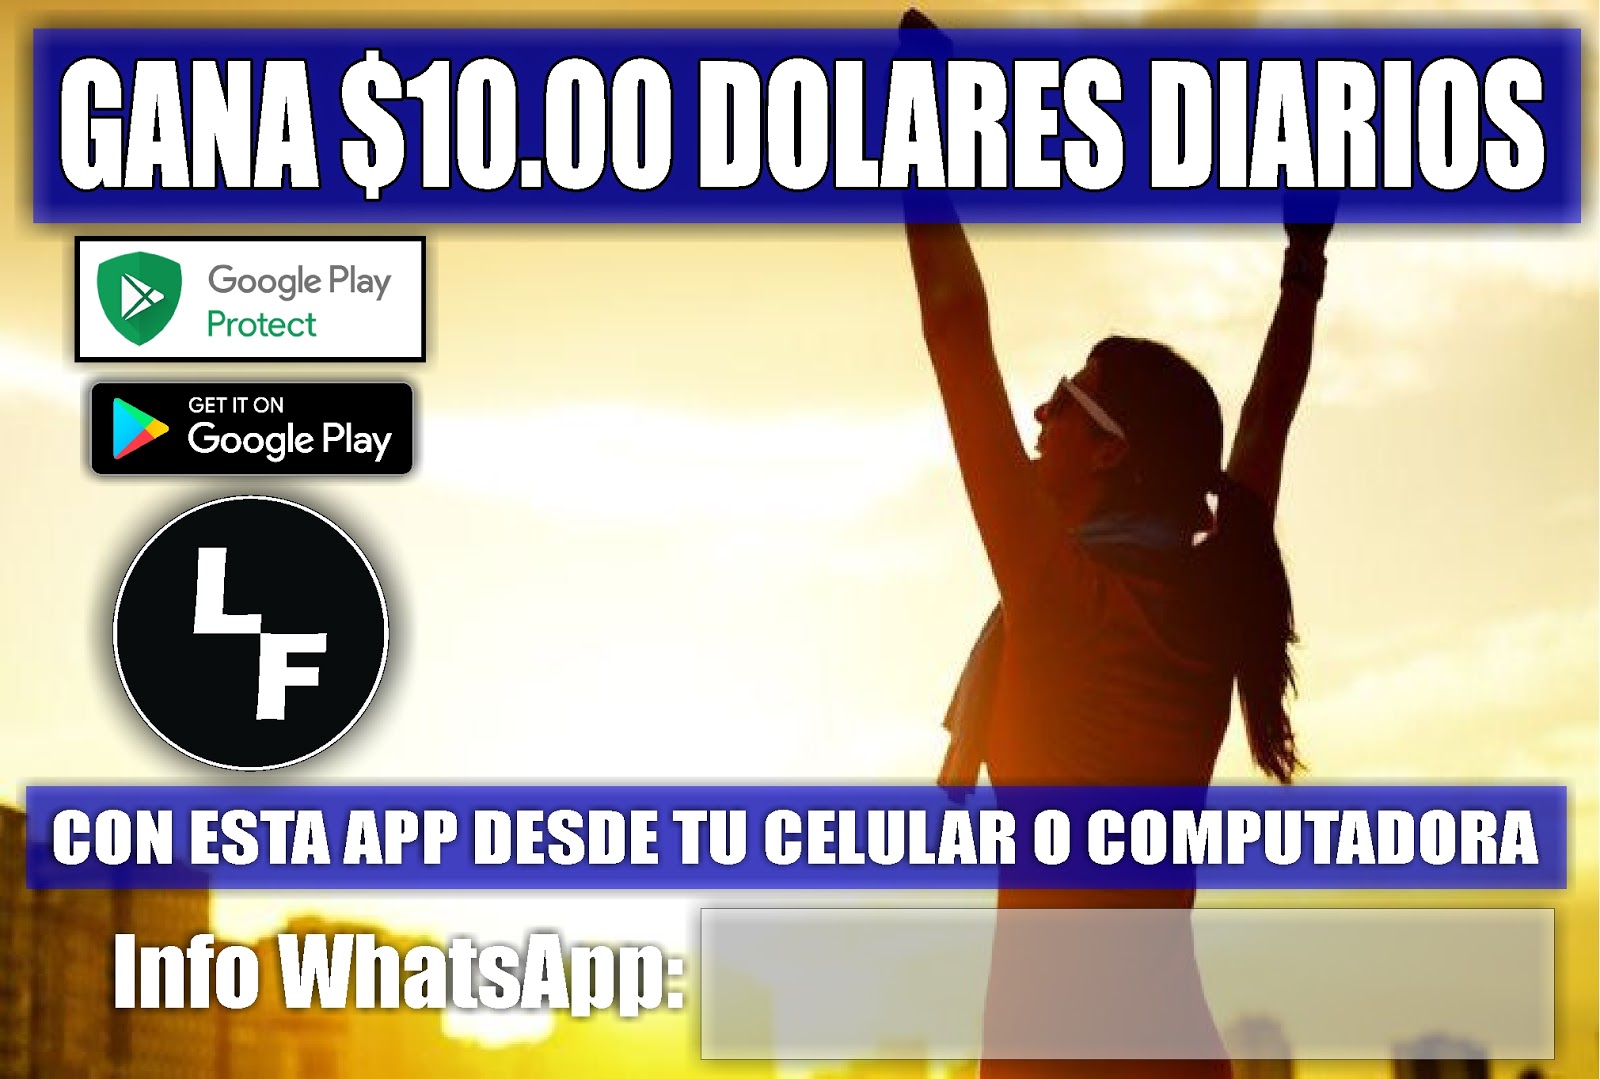 GANA $10.00 DOLARES DIARIOS
Google Play
Protect
GET IT ON
Google Play
L
F
CON ESTA APP DESDE TU CELULAR O COMPUTADORA
Info WhatsApp: